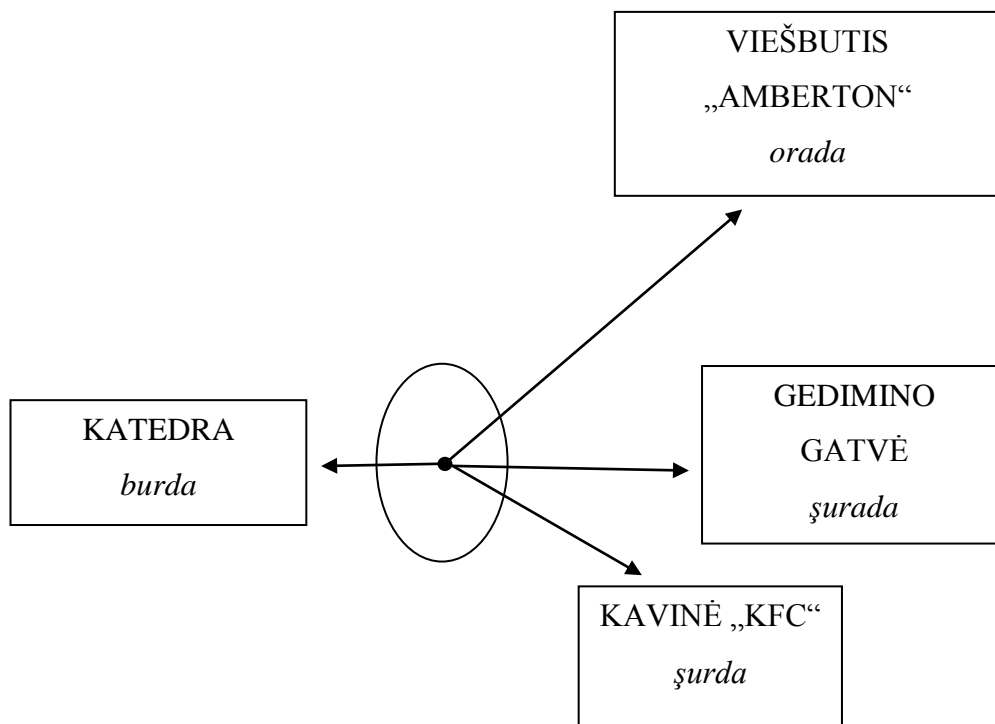 VIEŠBUTIS
„AMBERTON“
orada
KATEDRA
burda
GEDIMINO
GATVĖ
şurada
KAVINĖ „KFC“
şurda